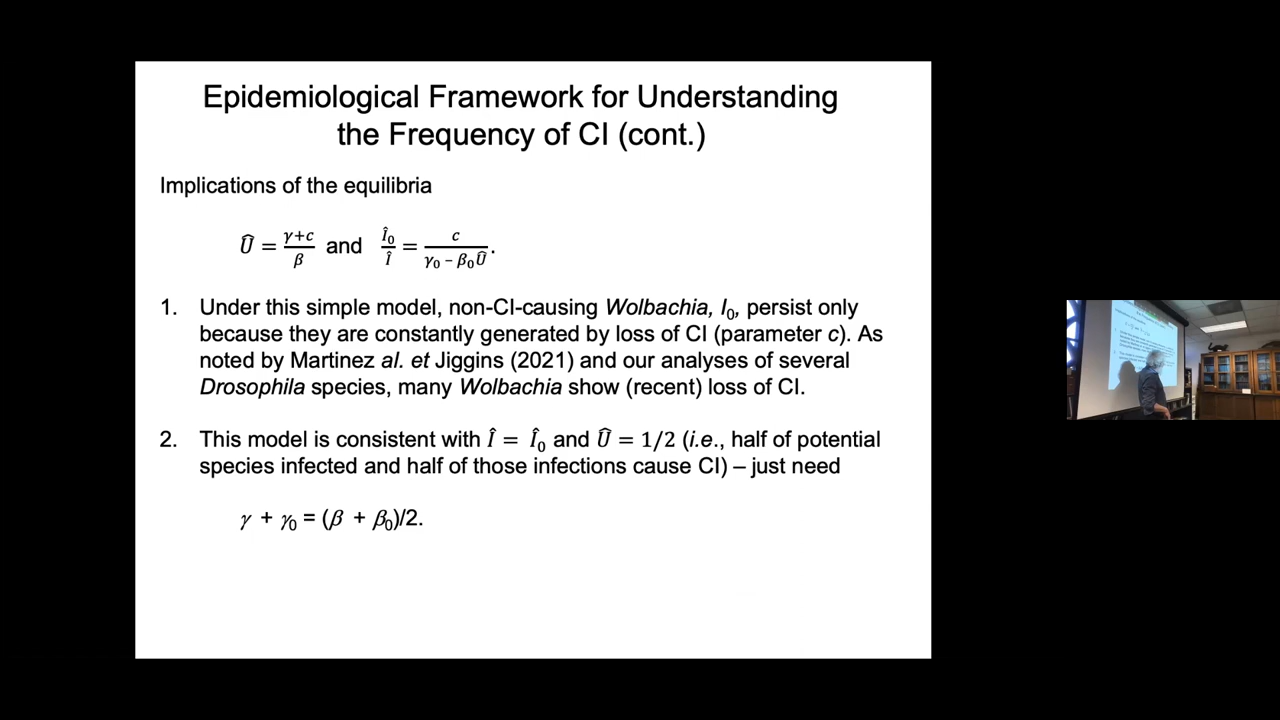 Epidemiological Framework for Understanding
the Frequency of CI (cont.)
Implications of the equilibria
Û = (γ+c)/β and Î₀/Î = c/(γ₀ − β₀Û).
1. Under this simple model, non-CI-causing Wolbachia, I₀, persist only
because they are constantly generated by loss of CI (parameter c). As
noted by Martinez al. et Jiggins (2021) and our analyses of several
Drosophila species, many Wolbachia show (recent) loss of CI.
2. This model is consistent with Î = Î₀ and Û = 1/2 (i.e., half of potential
species infected and half of those infections cause CI) – just need
γ + γ₀ = (β + β₀)/2.